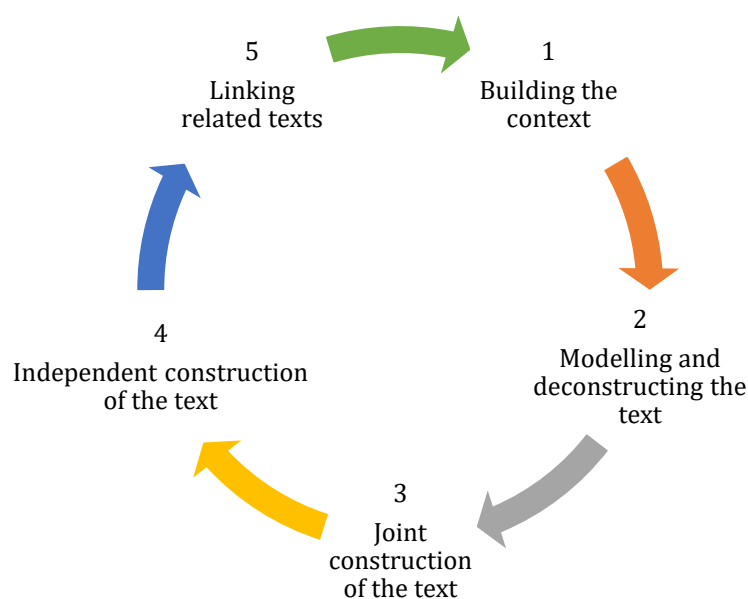 1
Building the
context
2
Modelling and
deconstructing the
text
3
Joint
construction
of the text
4
Independent construction
of the text
5
Linking
related texts